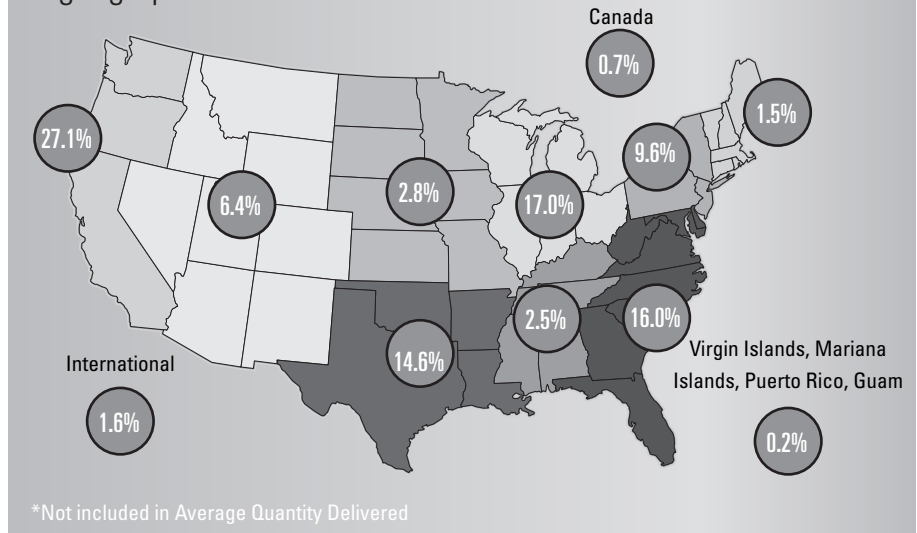 Canada
0.7%
1.5%
27.1%
9.6%
2.8%
6.4%
17.0%
2.5%
16.0%
14.6%
Virgin Islands, Mariana
Islands, Puerto Rico, Guam
International
1.6%
0.2%
*Not included in Average Quantity Delivered